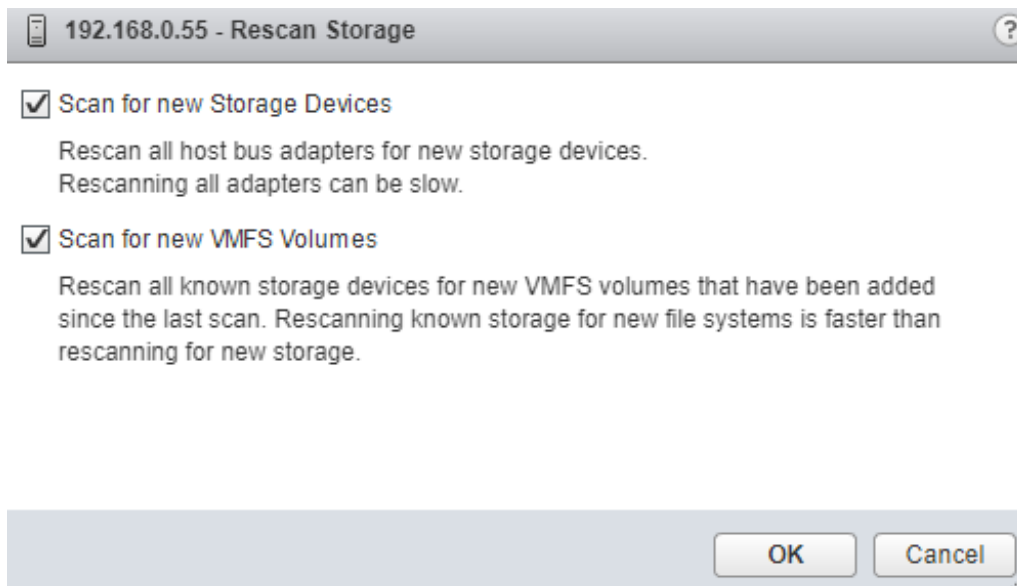 192.168.0.55 - Rescan Storage
?
Scan for new Storage Devices
Rescan all host bus adapters for new storage devices.
Rescanning all adapters can be slow.
Scan for new VMFS Volumes
Rescan all known storage devices for new VMFS volumes that have been added
since the last scan. Rescanning known storage for new file systems is faster than
rescanning for new storage.
OK
Cancel